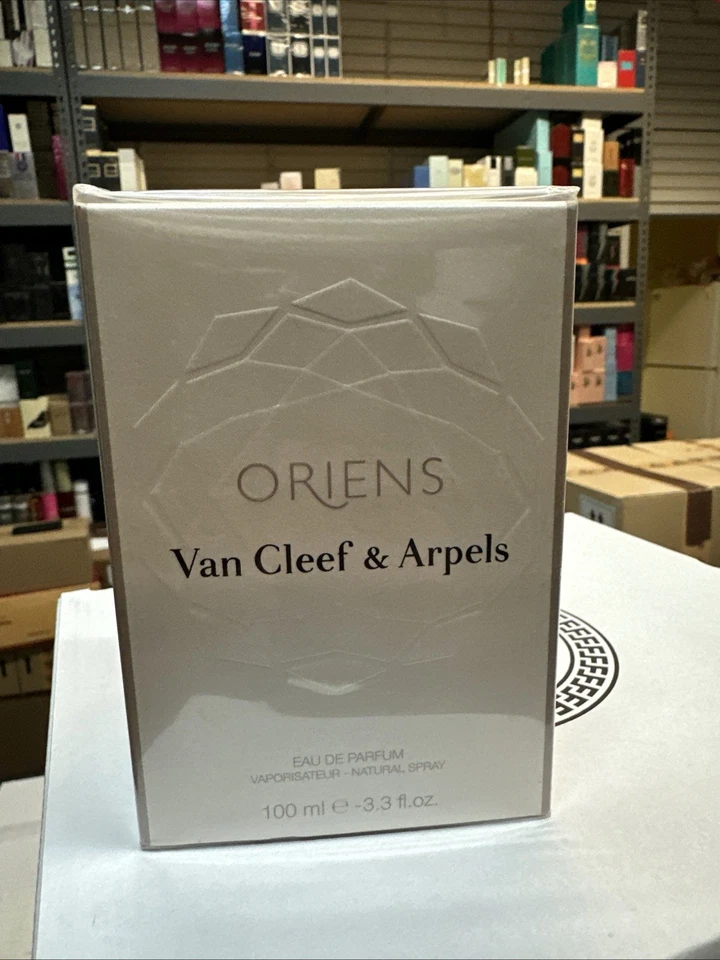 ORIENS
Van Cleef & Arpels
EAU DE PARFUM
VAPORISATEUR - NATURAL SPRAY
100 ml ℮ -3.3 fl.oz.